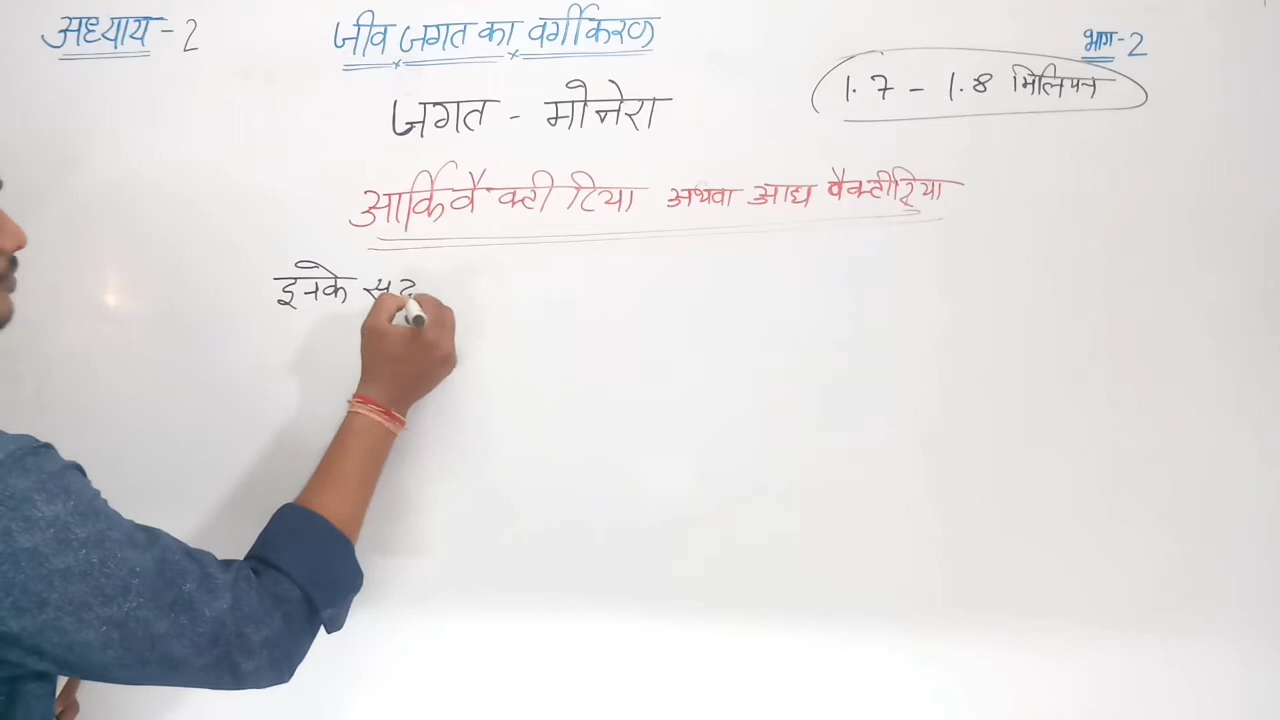 अध्याय - 2
जीव जगत का वर्गीकरण
भाग - 2
1.7 - 1.8 मिलियन
जगत - मोनेरा
आर्किवैक्टीरिया अथवा आद्य वैक्टीरिया
इनके